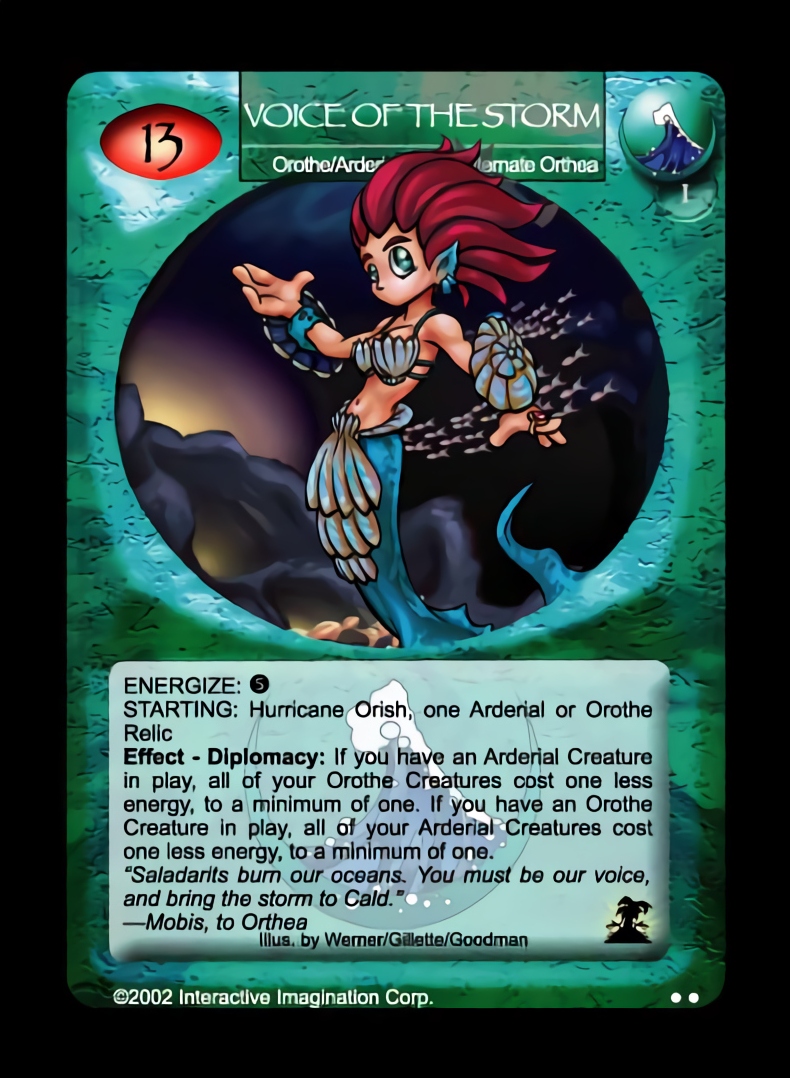 13
VOICE OF THE STORM
Orothe/Arder ernate Orthea
1
ENERGIZE: 5
STARTING: Hurricane Orish, one Arderial or Orothe
Relic
Effect - Diplomacy: If you have an Arderial Creature
in play, all of your Orothe Creatures cost one less
energy, to a minimum of one. If you have an Orothe
Creature in play, all of your Arderial Creatures cost
one less energy, to a minimum of one.
"Saladarits burn our oceans. You must be our voice,
and bring the storm to Cald."
—Mobis, to Orthea
Illus. by Werner/Gillette/Goodman
©2002 Interactive Imagination Corp.